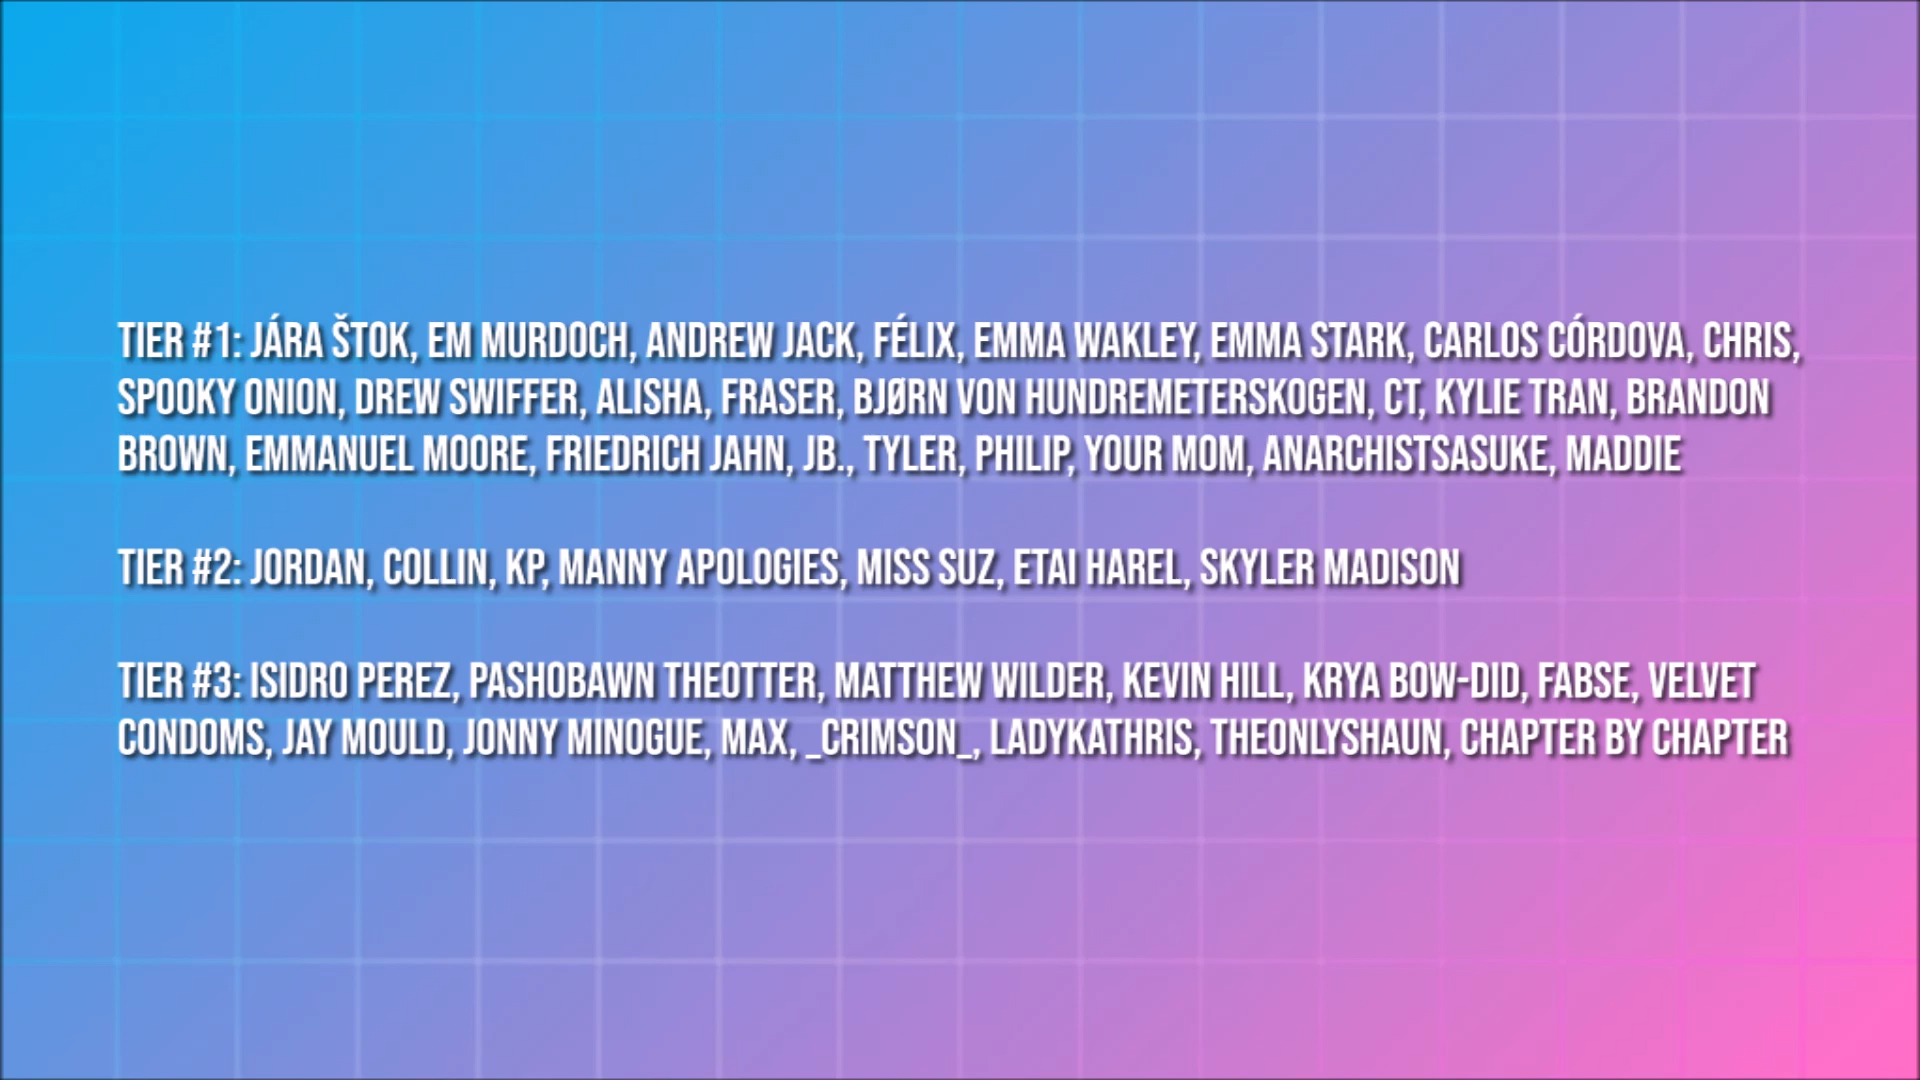 TIER #1: JÁRA ŠTOK, EM MURDOCH, ANDREW JACK, FÉLIX, EMMA WAKLEY, EMMA STARK, CARLOS CÓRDOVA, CHRIS,
SPOOKY ONION, DREW SWIFFER, ALISHA, FRASER, BJØRN VON HUNDREMETERSKOGEN, CT, KYLIE TRAN, BRANDON
BROWN, EMMANUEL MOORE, FRIEDRICH JAHN, JB., TYLER, PHILIP, YOUR MOM, ANARCHISTSASUKE, MADDIE
TIER #2: JORDAN, COLLIN, KP, MANNY APOLOGIES, MISS SUZ, ETAI HAREL, SKYLER MADISON
TIER #3: ISIDRO PEREZ, PASHOBAWN THEOTTER, MATTHEW WILDER, KEVIN HILL, KRYA BOW-DID, FABSE, VELVET
CONDOMS, JAY MOULD, JONNY MINOGUE, MAX, _CRIMSON_, LADYKATHRIS, THEONLYSHAUN, CHAPTER BY CHAPTER